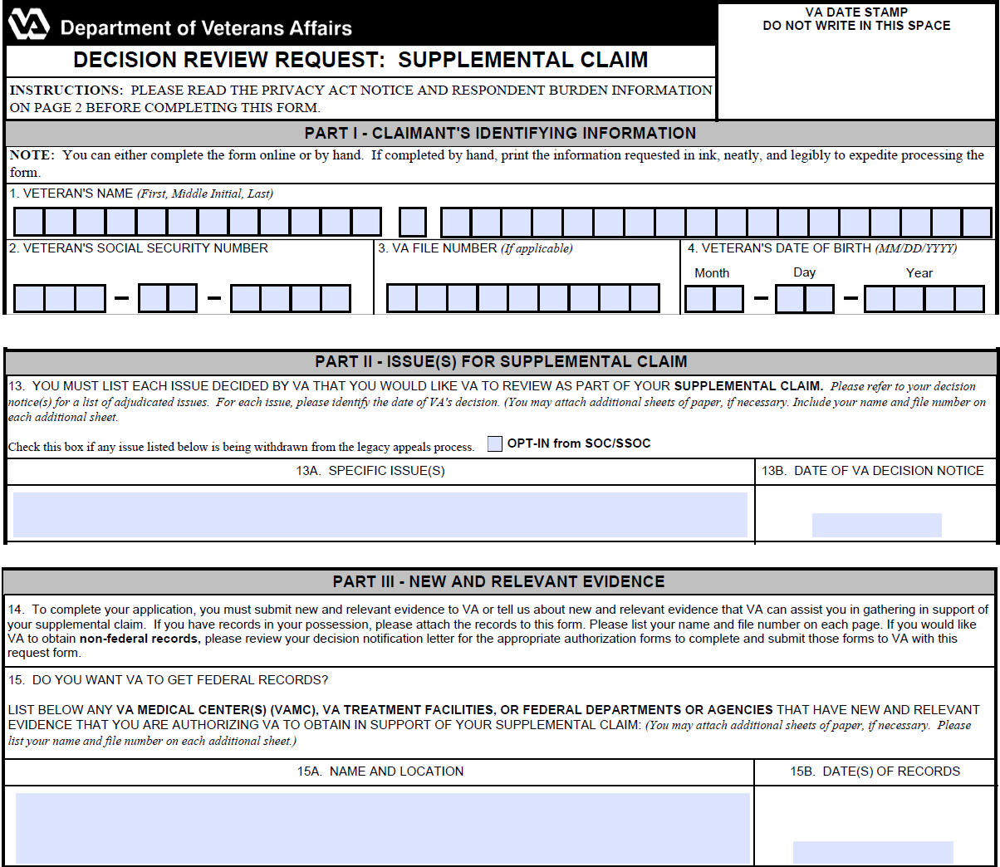 VA Department of Veterans Affairs
VA DATE STAMP
DO NOT WRITE IN THIS SPACE
DECISION REVIEW REQUEST: SUPPLEMENTAL CLAIM
INSTRUCTIONS: PLEASE READ THE PRIVACY ACT NOTICE AND RESPONDENT BURDEN INFORMATION
ON PAGE 2 BEFORE COMPLETING THIS FORM.
PART I - CLAIMANT'S IDENTIFYING INFORMATION
NOTE: You can either complete the form online or by hand. If completed by hand, print the information requested in ink, neatly, and legibly to expedite processing the
form.
1. VETERAN'S NAME (First, Middle Initial, Last)
2. VETERAN'S SOCIAL SECURITY NUMBER
3. VA FILE NUMBER (If applicable)
4. VETERAN'S DATE OF BIRTH (MM/DD/YYYY)
Month Day Year
PART II - ISSUE(S) FOR SUPPLEMENTAL CLAIM
13. YOU MUST LIST EACH ISSUE DECIDED BY VA THAT YOU WOULD LIKE VA TO REVIEW AS PART OF YOUR SUPPLEMENTAL CLAIM. Please refer to your decision
notice(s) for a list of adjudicated issues. For each issue, please identify the date of VA's decision. (You may attach additional sheets of paper, if necessary. Include your name and file number on
each additional sheet.
Check this box if any issue listed below is being withdrawn from the legacy appeals process. OPT-IN from SOC/SSOC
13A. SPECIFIC ISSUE(S)
13B. DATE OF VA DECISION NOTICE
PART III - NEW AND RELEVANT EVIDENCE
14. To complete your application, you must submit new and relevant evidence to VA or tell us about new and relevant evidence that VA can assist you in gathering in support of
your supplemental claim. If you have records in your possession, please attach the records to this form. Please list your name and file number on each page. If you would like
VA to obtain non-federal records, please review your decision notification letter for the appropriate authorization forms to complete and submit those forms to VA with this
request form.
15. DO YOU WANT VA TO GET FEDERAL RECORDS?
LIST BELOW ANY VA MEDICAL CENTER(S) (VAMC), VA TREATMENT FACILITIES, OR FEDERAL DEPARTMENTS OR AGENCIES THAT HAVE NEW AND RELEVANT
EVIDENCE THAT YOU ARE AUTHORIZING VA TO OBTAIN IN SUPPORT OF YOUR SUPPLEMENTAL CLAIM: (You may attach additional sheets of paper, if necessary. Please
list your name and file number on each additional sheet.)
15A. NAME AND LOCATION
15B. DATE(S) OF RECORDS